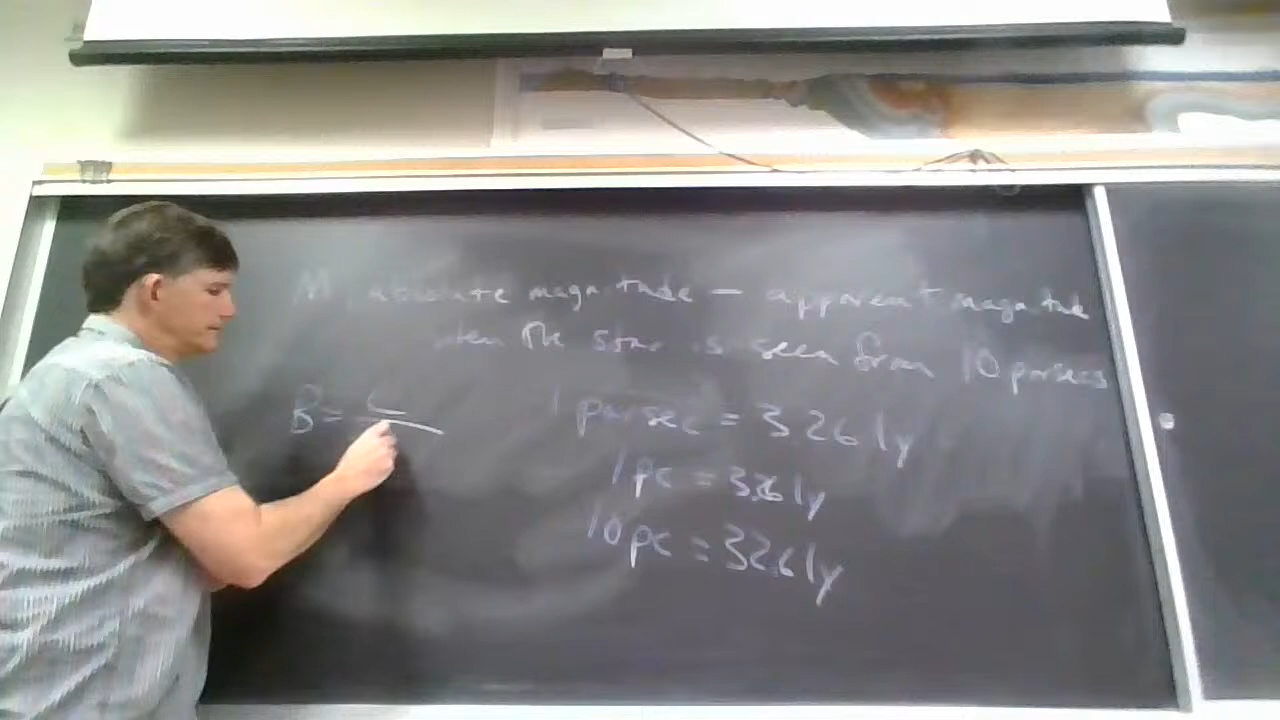 M, absolute magnitude – apparent magnitude
when the star is seen from 10 parsecs
B = L
1 parsec = 3.26 ly
1 pc = 3.26 ly
10 pc = 32.6 ly